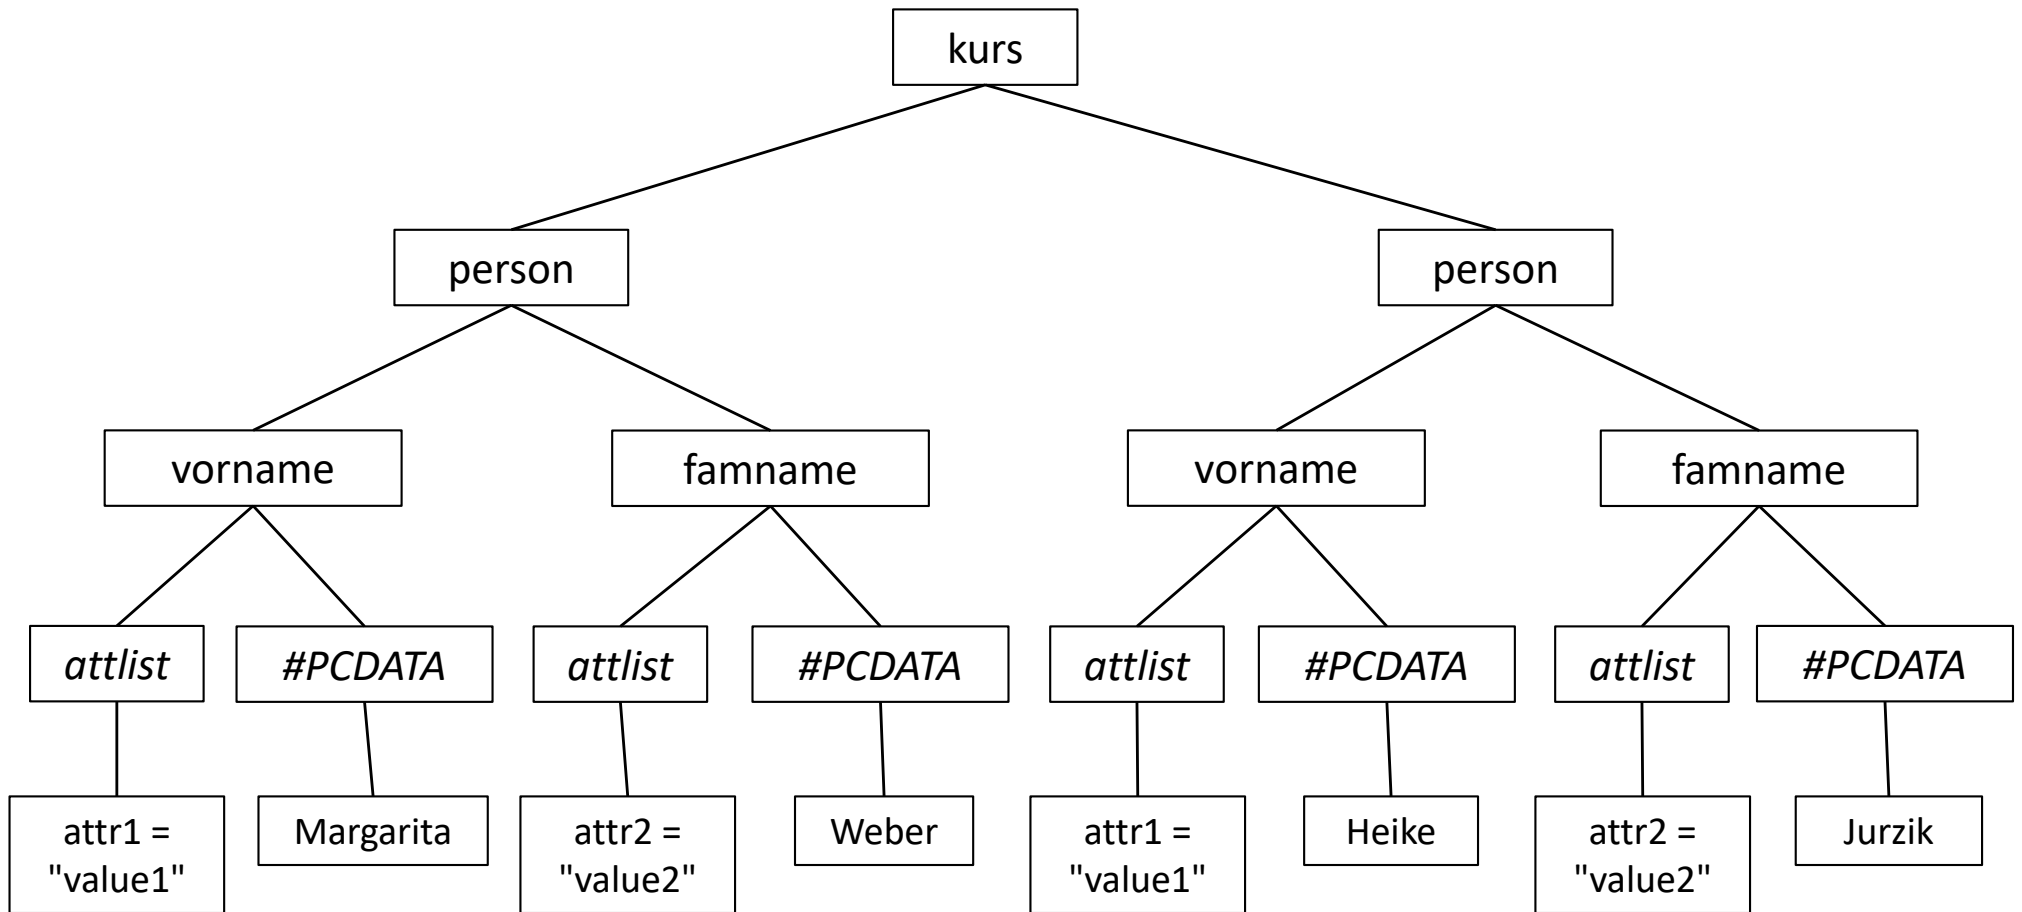 kurs
person
person
vorname
famname
vorname
famname
attlist
#PCDATA
attlist
#PCDATA
attlist
#PCDATA
attlist
#PCDATA
attr1 =
"value1"
Margarita
attr2 =
"value2"
Weber
attr1 =
"value1"
Heike
attr2 =
"value2"
Jurzik